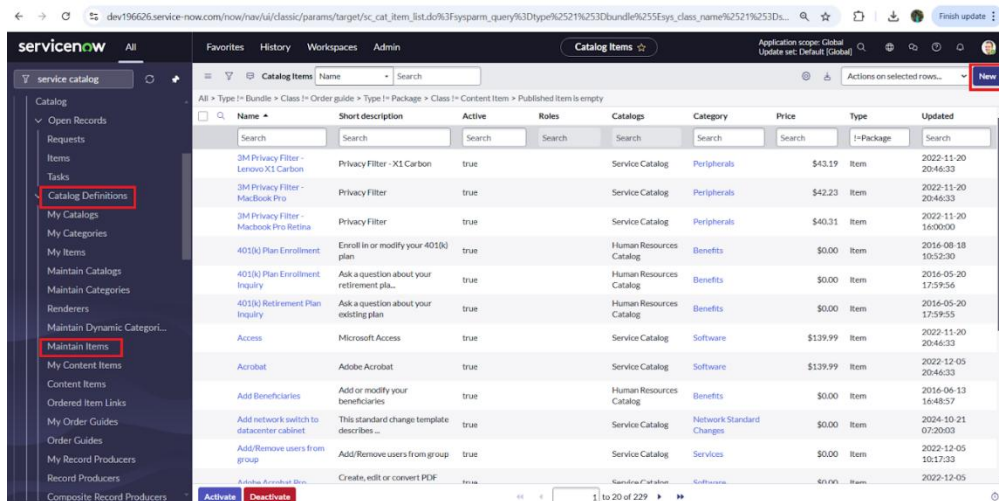 dev196626.service-now.com/now/nav/ui/classic/params/target/sc_cat_item_list.do%3Fsysparm_query%3Dtype%2521%253Dbundle%255Esys_class_name%2521%253Ds...
Finish update
servicenow All Favorites History Workspaces Admin Catalog Items Application scope: Global
Update set: Default [Global]
service catalog
Catalog Items Name Search Actions on selected rows... New
All > Type != Bundle > Class != Order guide > Type != Package > Class != Content Item > Published item is empty
Catalog
Open Records
Requests
Items
Tasks
Catalog Definitions
My Catalogs
My Categories
My Items
Maintain Catalogs
Maintain Categories
Renderers
Maintain Dynamic Categori...
Maintain Items
My Content Items
Content Items
Ordered Item Links
My Order Guides
Order Guides
My Record Producers
Record Producers
Composite Record Producers
Name Short description Active Roles Catalogs Category Price Type Updated
Search Search Search Search Search Search Search !=Package Search
3M Privacy Filter - Privacy Filter - X1 Carbon true Service Catalog Peripherals $43.19 Item 2022-11-20
Lenovo X1 Carbon 20:46:33
3M Privacy Filter - Privacy Filter true Service Catalog Peripherals $42.23 Item 2022-11-20
MacBook Pro 20:46:33
3M Privacy Filter - Privacy Filter true Service Catalog Peripherals $40.31 Item 2022-11-20
Macbook Pro Retina 16:00:00
401(k) Plan Enrollment Enroll in or modify your 401(k) true Human Resources Benefits $0.00 Item 2016-08-18
plan Catalog 10:52:30
401(k) Plan Enrollment Ask a question about your true Human Resources Benefits $0.00 Item 2016-05-20
Inquiry retirement pla... Catalog 17:59:56
401(k) Retirement Plan Ask a question about your true Human Resources Benefits $0.00 Item 2016-05-20
Inquiry existing plan Catalog 17:59:55
Access Microsoft Access true Service Catalog Software $139.99 Item 2022-11-20
20:46:33
Acrobat Adobe Acrobat true Service Catalog Software $139.99 Item 2022-12-05
20:46:33
Add Beneficiaries Add or modify your true Human Resources Benefits $0.00 Item 2016-06-13
beneficiaries Catalog 16:48:57
Add network switch to This standard change template true Service Catalog Network Standard $0.00 Item 2024-10-21
datacenter cabinet describes ... Changes 07:20:03
Add/Remove users from Add/Remove users from group true Service Catalog Services $0.00 Item 2022-12-05
group 10:17:33
Adobe Acrobat Pro Create, edit or convert PDF true Service Catalog Software $0.00 Item 2022-12-05
Activate Deactivate 1 to 20 of 229